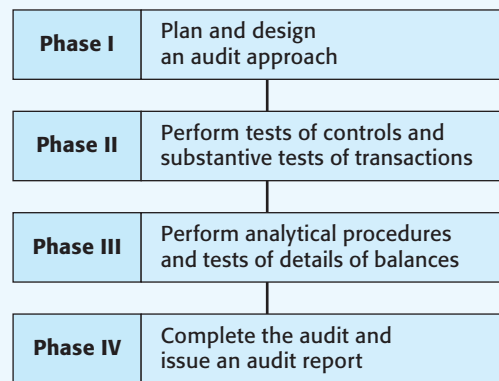 Phase I
Plan and design
an audit approach
Phase II
Perform tests of controls and
substantive tests of transactions
Phase III
Perform analytical procedures
and tests of details of balances
Phase IV
Complete the audit and
issue an audit report